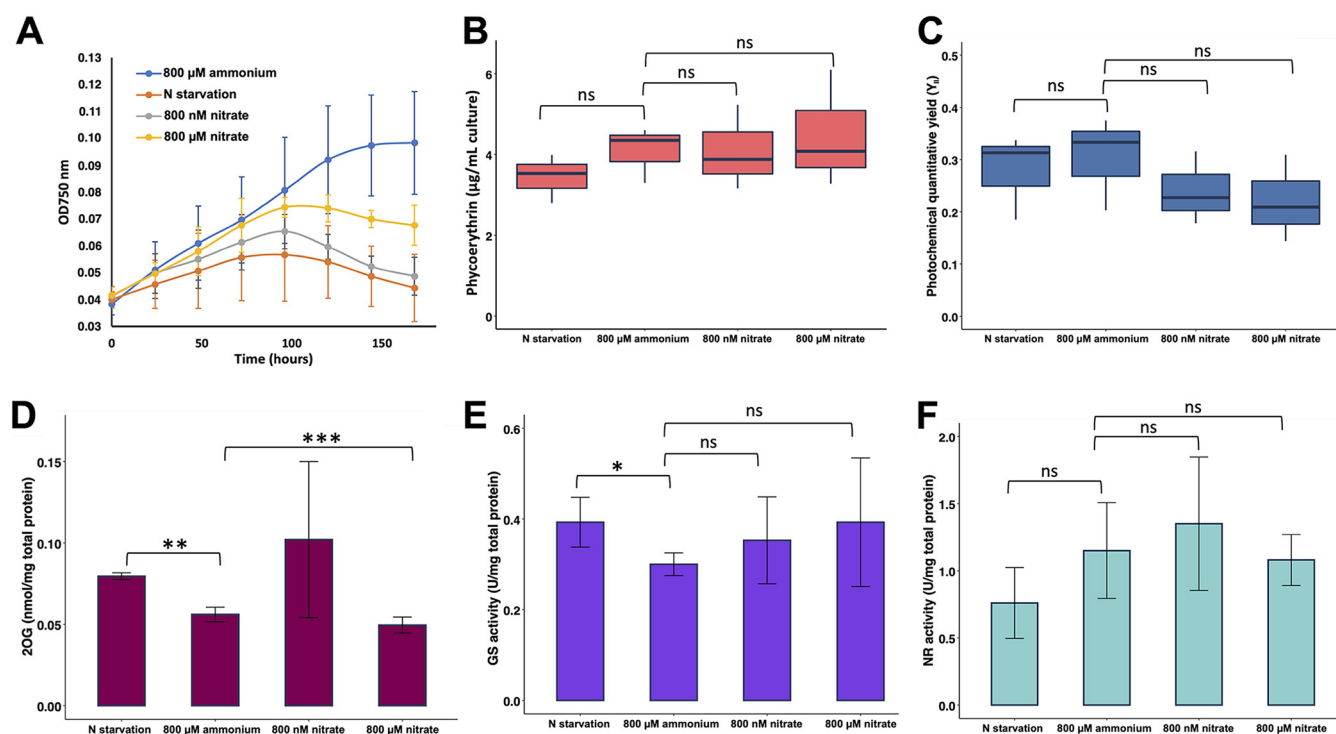 A
0.13
0.12
0.11
0.10
0.09
0.08
0.07
0.06
0.05
0.04
0.03
OD750 nm
800 µM ammonium
N starvation
800 nM nitrate
800 µM nitrate
0
50
100
150
Time (hours)
B
6
4
2
0
Phycoerythrin (µg/mL culture)
ns
ns
ns
N starvation
800 µM ammonium
800 nM nitrate
800 µM nitrate
C
0.5
0.4
0.3
0.2
0.1
0.0
Photochemical quantitative yield (YII)
ns
ns
ns
N starvation
800 µM ammonium
800 nM nitrate
800 µM nitrate
D
0.15
0.10
0.05
0.00
2OG (nmol/mg total protein)
***
**
N starvation
800 µM ammonium
800 nM nitrate
800 µM nitrate
E
0.6
0.4
0.2
0.0
GS activity (U/mg total protein)
ns
ns
*
N starvation
800 µM ammonium
800 nM nitrate
800 µM nitrate
F
2.0
1.5
1.0
0.5
0.0
NR activity (U/mg total protein)
ns
ns
ns
N starvation
800 µM ammonium
800 nM nitrate
800 µM nitrate